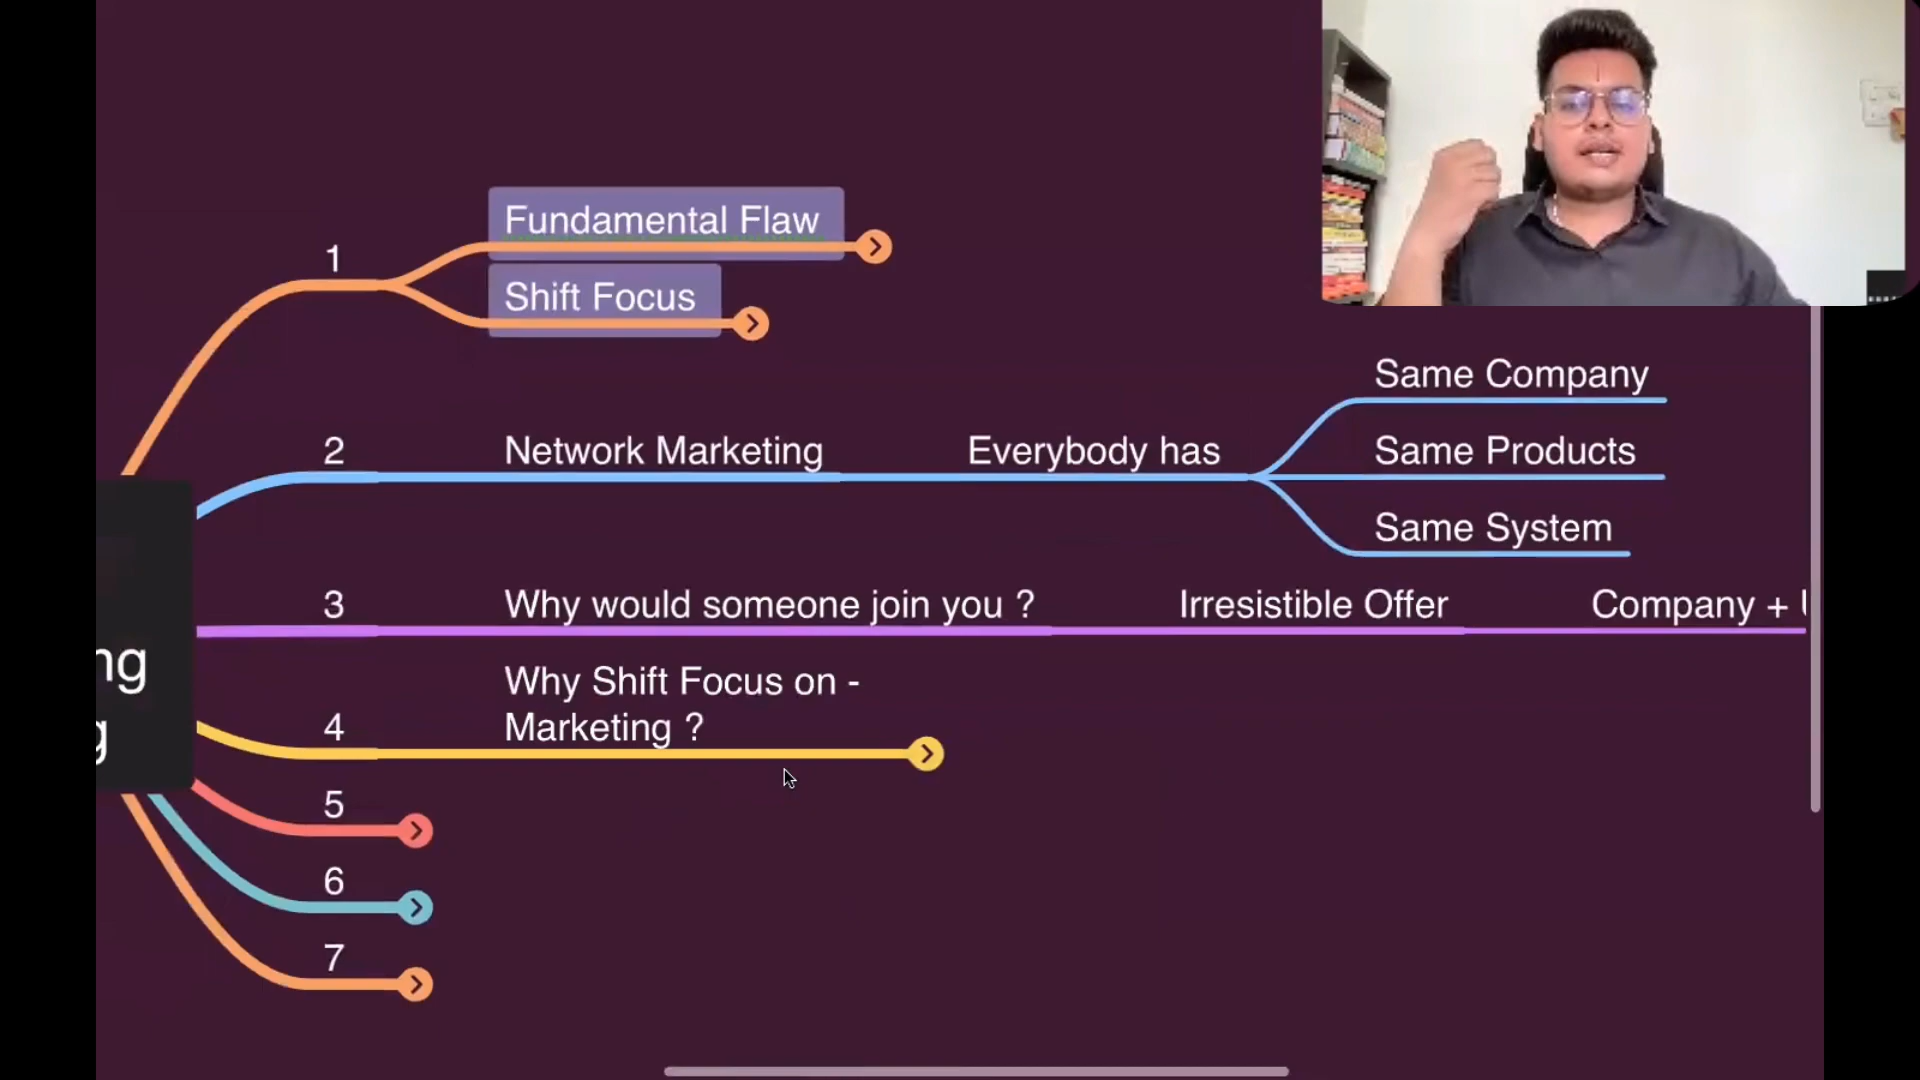 1
Fundamental Flaw
Shift Focus
2
Network Marketing
Everybody has
Same Company
Same Products
Same System
3
Why would someone join you ?
Irresistible Offer
Company +
ng
g
4
Why Shift Focus on -
Marketing ?
5
6
7